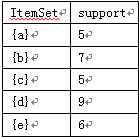 ItemSet support
{a} 5
{b} 7
{c} 5
{d} 9
{e} 6